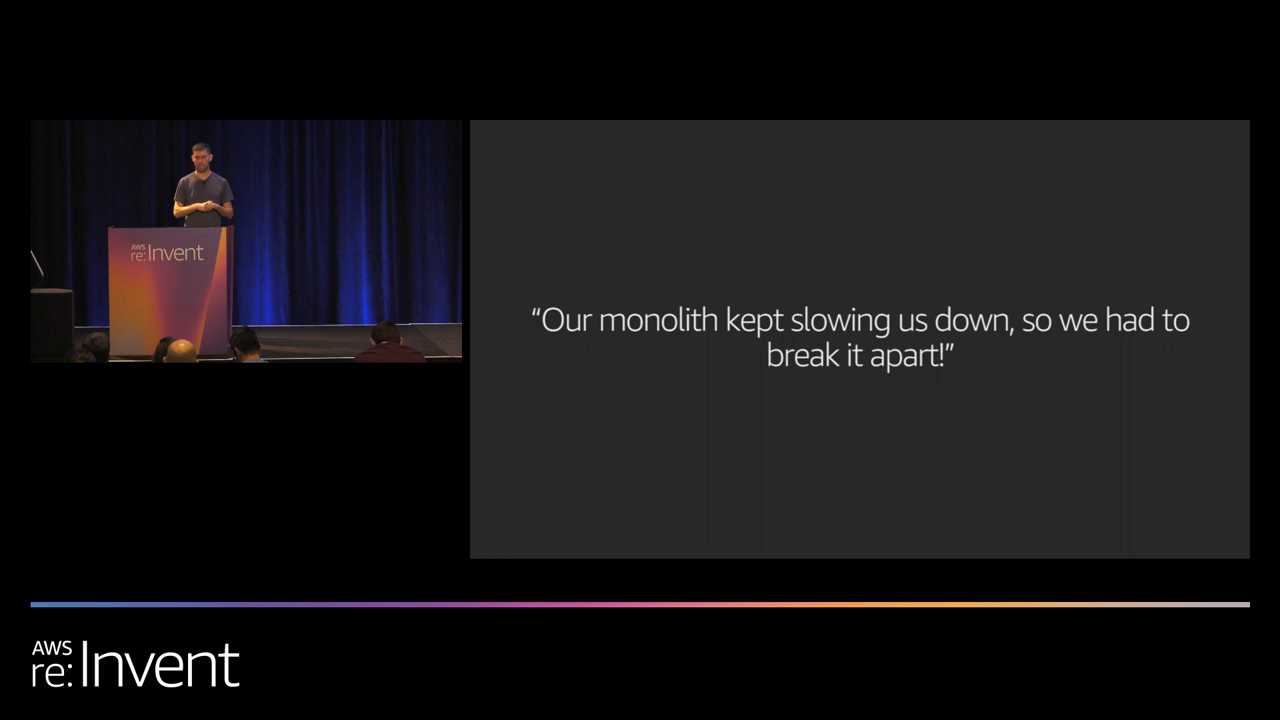 AWS
re:Invent
“Our monolith kept slowing us down, so we had to
break it apart!”
AWS
re:Invent